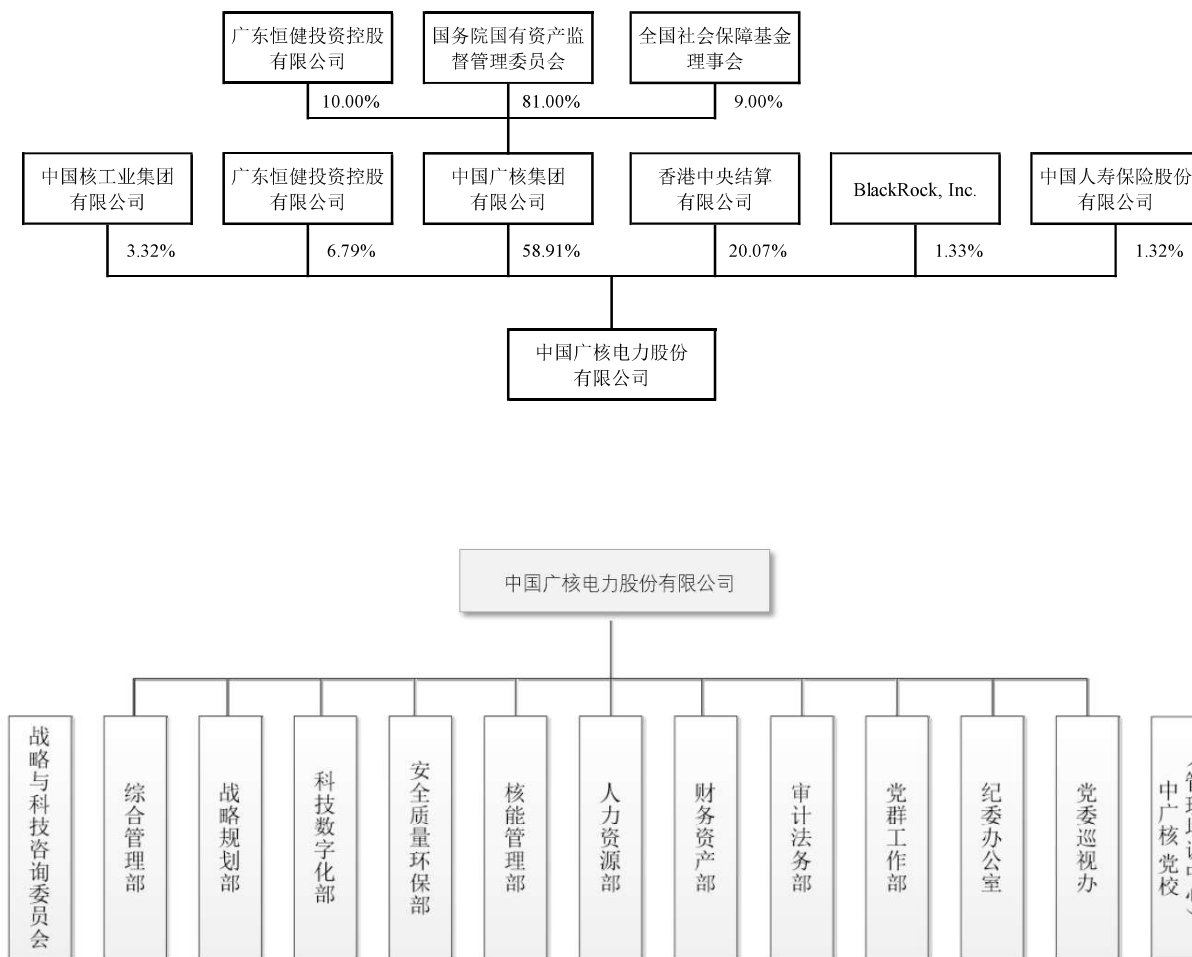 广东恒健投资控股
有限公司
国务院国有资产监
督管理委员会
全国社会保障基金
理事会
10.00%
81.00%
9.00%
中国核工业集团
有限公司
广东恒健投资控股
有限公司
中国广核集团
有限公司
香港中央结算
有限公司
BlackRock, Inc.
中国人寿保险股份
有限公司
3.32%
6.79%
58.91%
20.07%
1.33%
1.32%
中国广核电力股份
有限公司
中国广核电力股份有限公司
战略与科技咨询委员会
综合管理部
战略规划部
科技数字化部
安全质量环保部
核能管理部
人力资源部
财务资产部
审计法务部
党群工作部
纪委办公室
党委巡视办
中广核党校